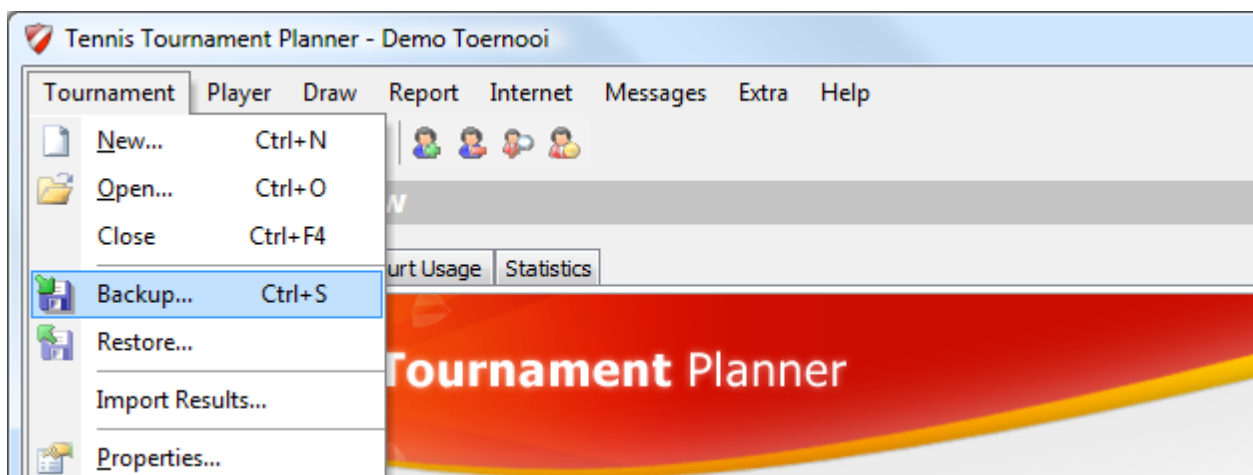 Tennis Tournament Planner - Demo Toernooi
Tournament Player Draw Report Internet Messages Extra Help
New... Ctrl+N
Open... Ctrl+O
Close Ctrl+F4
urt Usage Statistics
Backup... Ctrl+S
Restore...
Tournament Planner
Import Results...
Properties...